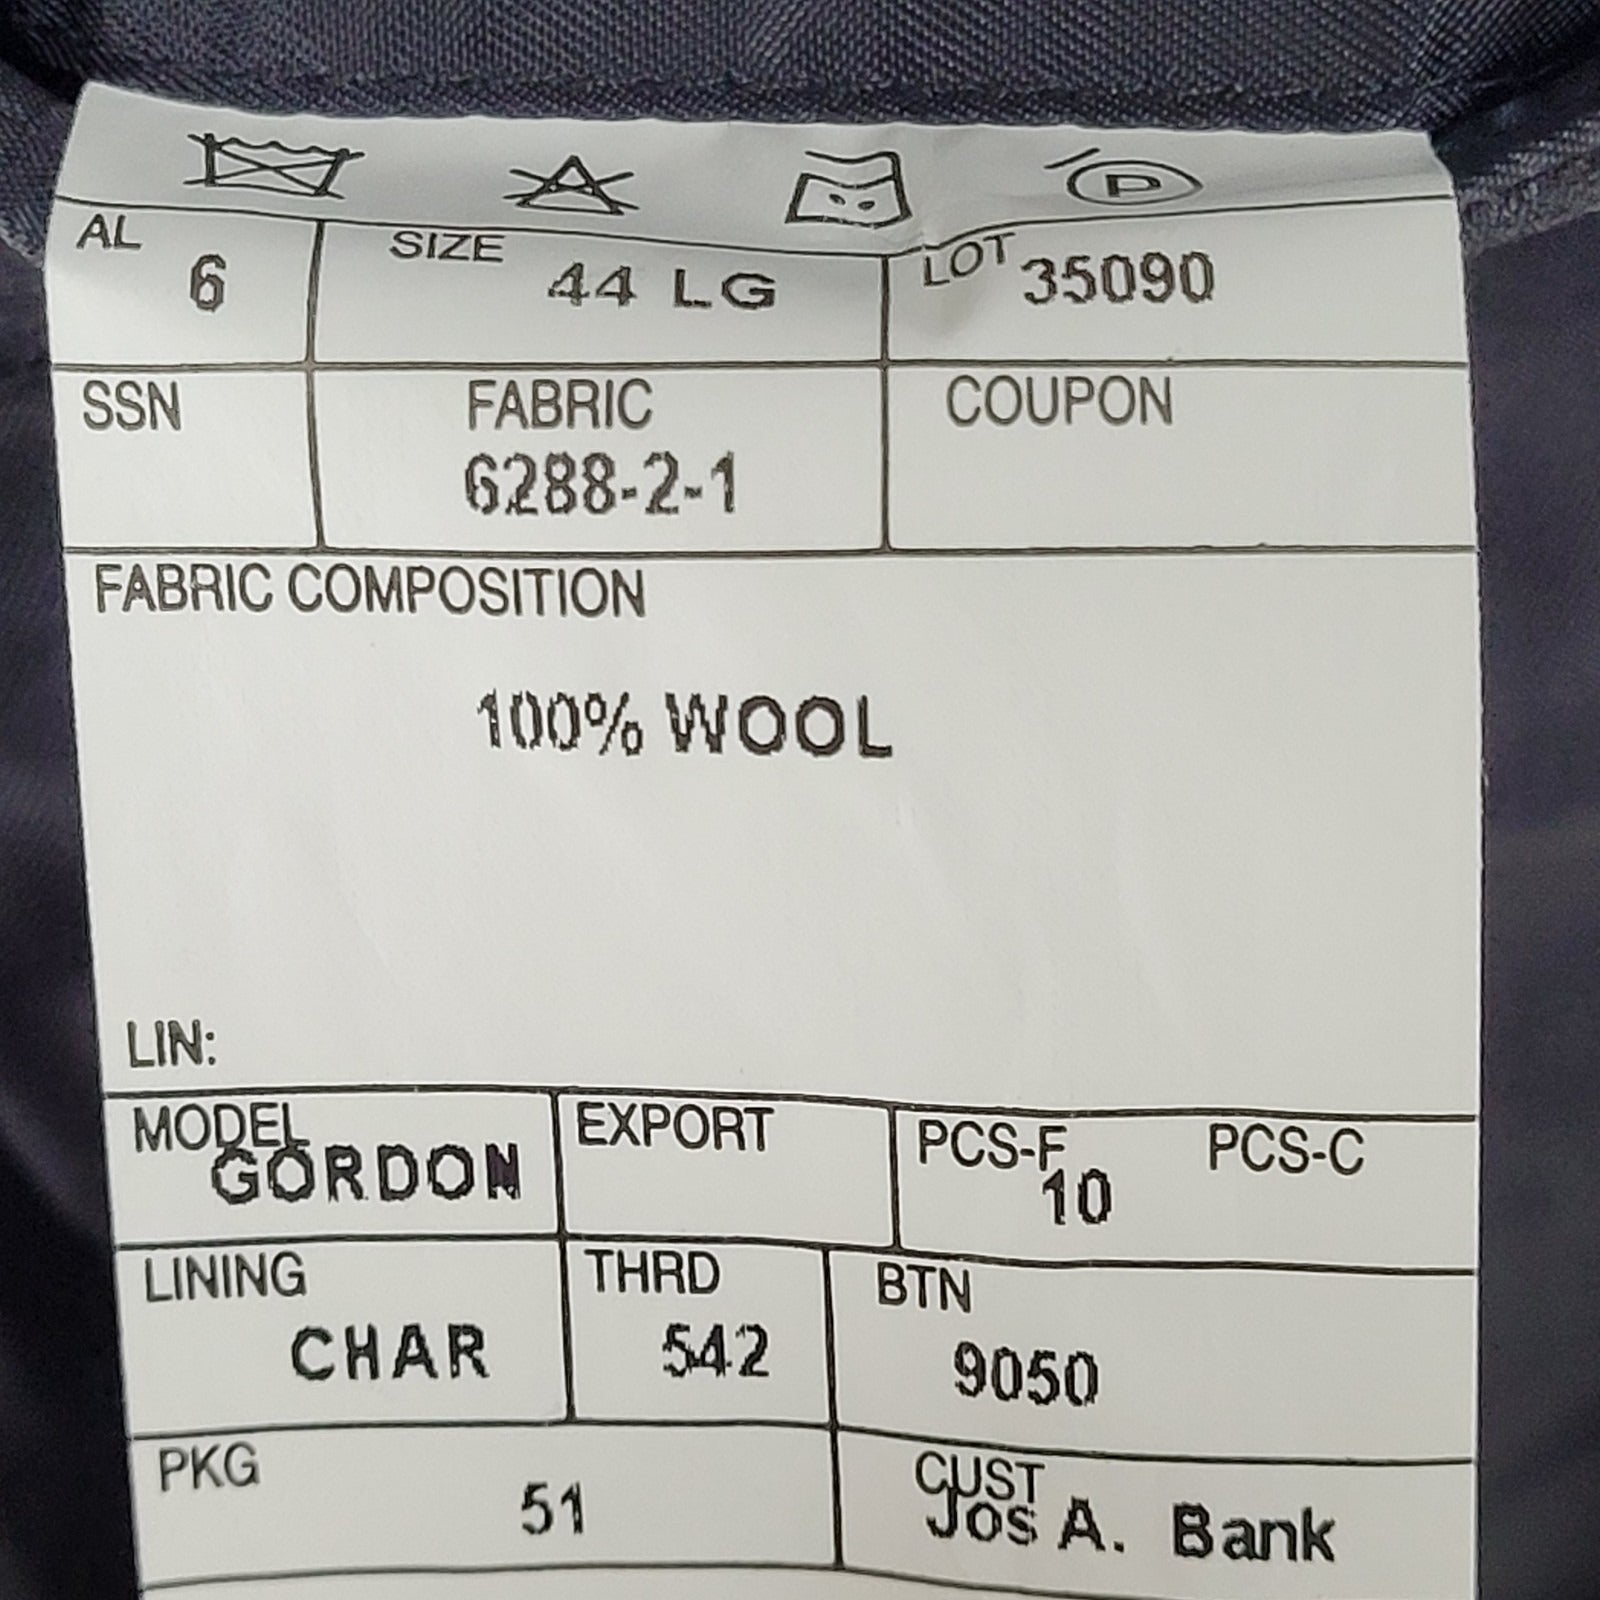 P
AL SIZE LOT
6 44 LG 35090
SSN FABRIC COUPON
6288-2-1
FABRIC COMPOSITION
100% WOOL
LIN:
MODEL EXPORT PCS-F PCS-C
GORDON 10
LINING THRD BTN
CHAR 542 9050
PKG CUST
51 Jos A. Bank